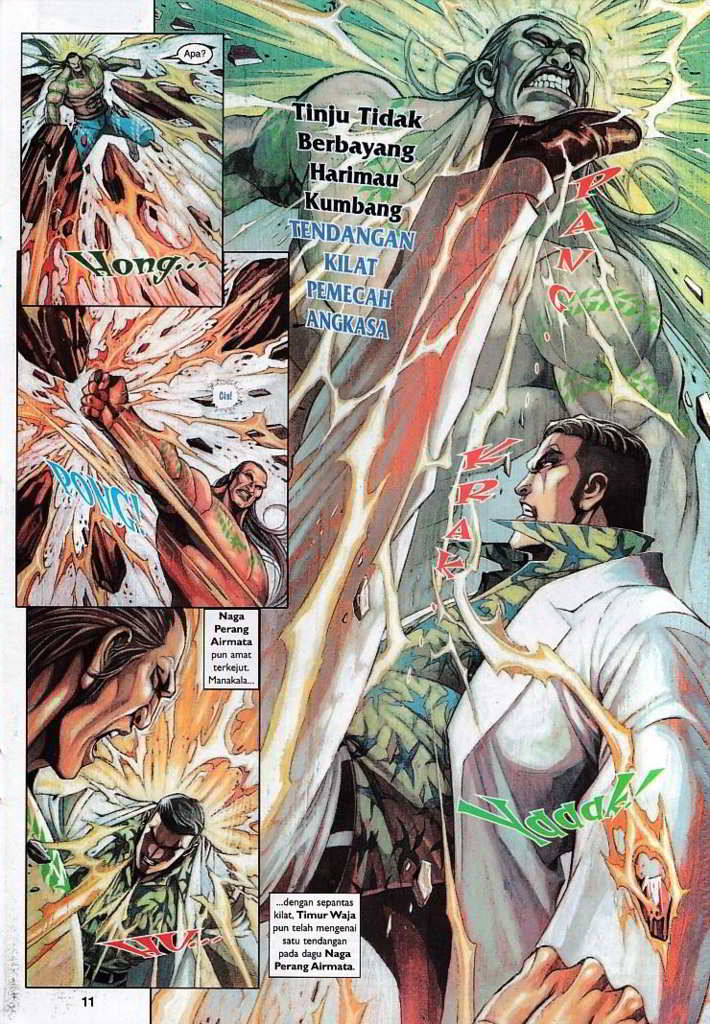 Apa?
Hong...
Cis!
PONG!
Naga
Perang
Airmata
pun amat
terkejut.
Manakala...
HU...
Tinju Tidak
Berbayang
Harimau
Kumbang
TENDANGAN
KILAT
PEMECAH
ANGKASA
PANG
KRAK
Yaaak!
...dengan sepantas
kilat, Timur Waja
pun telah mengenai
satu tendangan
pada dagu Naga
Perang Airmata.
11